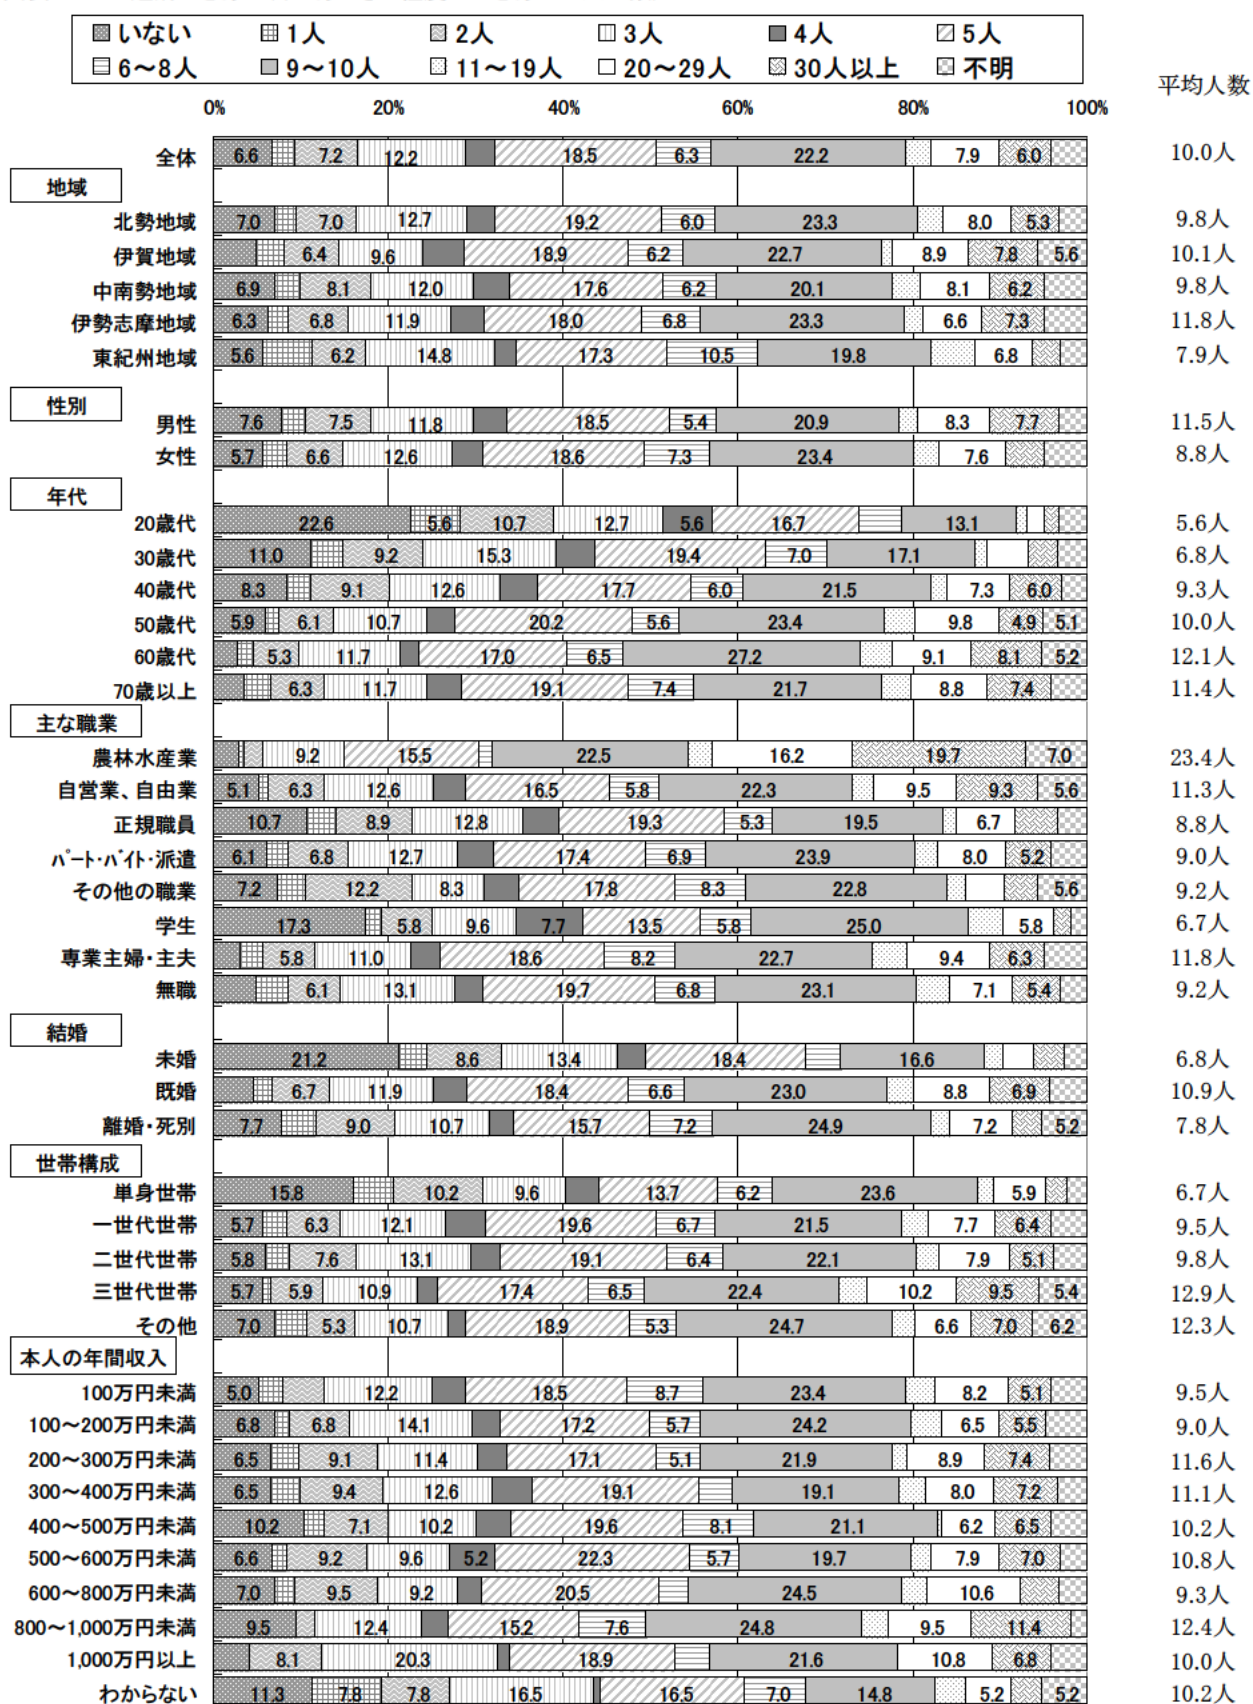 いない 1人 2人 3人 4人 5人
6～8人 9～10人 11～19人 20～29人 30人以上 不明
平均人数
0% 20% 40% 60% 80% 100%
全体 6.6 7.2 12.2 18.5 6.3 22.2 7.9 6.0 10.0人
地域
北勢地域 7.0 7.0 12.7 19.2 6.0 23.3 8.0 5.3 9.8人
伊賀地域 6.4 9.6 18.9 6.2 22.7 8.9 7.8 5.6 10.1人
中南勢地域 6.9 8.1 12.0 17.6 6.2 20.1 8.1 6.2 9.8人
伊勢志摩地域 6.3 6.8 11.9 18.0 6.8 23.3 6.6 7.3 11.8人
東紀州地域 5.6 6.2 14.8 17.3 10.5 19.8 6.8 7.9人
性別
男性 7.6 7.5 11.8 18.5 5.4 20.9 8.3 7.7 11.5人
女性 5.7 6.6 12.6 18.6 7.3 23.4 7.6 8.8人
年代
20歳代 22.6 5.6 10.7 12.7 5.6 16.7 13.1 5.6人
30歳代 11.0 9.2 15.3 19.4 7.0 17.1 6.8人
40歳代 8.3 9.1 12.6 17.7 6.0 21.5 7.3 6.0 9.3人
50歳代 5.9 6.1 10.7 20.2 5.6 23.4 9.8 4.9 5.1 10.0人
60歳代 5.3 11.7 17.0 6.5 27.2 9.1 8.1 5.2 12.1人
70歳以上 6.3 11.7 19.1 7.4 21.7 8.8 7.4 11.4人
主な職業
農林水産業 9.2 15.5 22.5 16.2 19.7 7.0 23.4人
自営業、自由業 5.1 6.3 12.6 16.5 5.8 22.3 9.5 9.3 5.6 11.3人
正規職員 10.7 8.9 12.8 19.3 5.3 19.5 6.7 8.8人
ﾊﾟｰﾄ･ﾊﾞｲﾄ･派遣 6.1 6.8 12.7 17.4 6.9 23.9 8.0 5.2 9.0人
その他の職業 7.2 12.2 8.3 17.8 8.3 22.8 5.6 9.2人
学生 17.3 5.8 9.6 7.7 13.5 5.8 25.0 5.8 6.7人
専業主婦・主夫 5.8 11.0 18.6 8.2 22.7 9.4 6.3 11.8人
無職 6.1 13.1 19.7 6.8 23.1 7.1 5.4 9.2人
結婚
未婚 21.2 8.6 13.4 18.4 16.6 6.8人
既婚 6.7 11.9 18.4 6.6 23.0 8.8 6.9 10.9人
離婚・死別 7.7 9.0 10.7 15.7 7.2 24.9 7.2 5.2 7.8人
世帯構成
単身世帯 15.8 10.2 9.6 13.7 6.2 23.6 5.9 6.7人
一世代世帯 5.7 6.3 12.1 19.6 6.7 21.5 7.7 6.4 9.5人
二世代世帯 5.8 7.6 13.1 19.1 6.4 22.1 7.9 5.1 9.8人
三世代世帯 5.7 5.9 10.9 17.4 6.5 22.4 10.2 9.5 5.4 12.9人
その他 7.0 5.3 10.7 18.9 5.3 24.7 6.6 7.0 6.2 12.3人
本人の年間収入
100万円未満 5.0 12.2 18.5 8.7 23.4 8.2 5.1 9.5人
100～200万円未満 6.8 6.8 14.1 17.2 5.7 24.2 6.5 5.5 9.0人
200～300万円未満 6.5 9.1 11.4 17.1 5.1 21.9 8.9 7.4 11.6人
300～400万円未満 6.5 9.4 12.6 19.1 19.1 8.0 7.2 11.1人
400～500万円未満 10.2 7.1 10.2 19.6 8.1 21.1 6.2 6.5 10.2人
500～600万円未満 6.6 9.2 9.6 5.2 22.3 5.7 19.7 7.9 7.0 10.8人
600～800万円未満 7.0 9.5 9.2 20.5 24.5 10.6 9.3人
800～1,000万円未満 9.5 12.4 15.2 7.6 24.8 9.5 11.4 12.4人
1,000万円以上 8.1 20.3 18.9 21.6 10.8 6.8 10.0人
わからない 11.3 7.8 7.8 16.5 16.5 7.0 14.8 5.2 5.2 10.2人